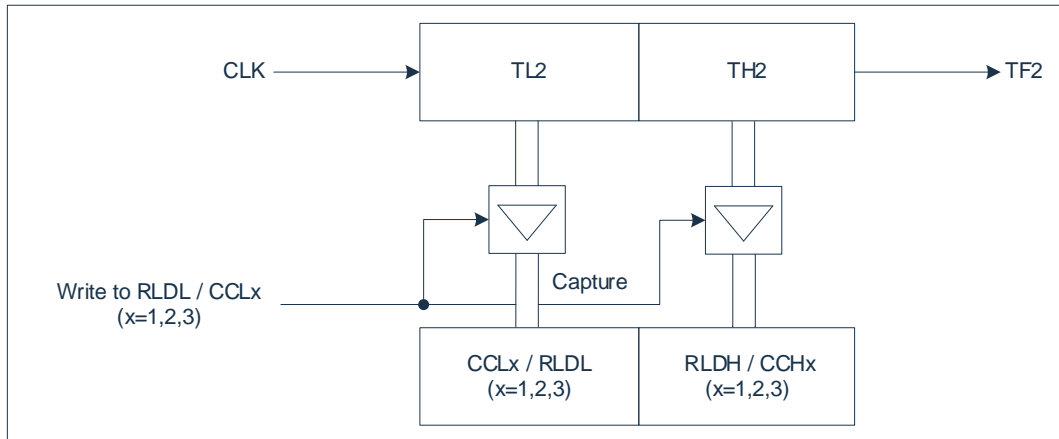 CLK
TL2
TH2
TF2
Capture
Write to RLDL / CCLx
(x=1,2,3)
CCLx / RLDL
(x=1,2,3)
RLDH / CCHx
(x=1,2,3)